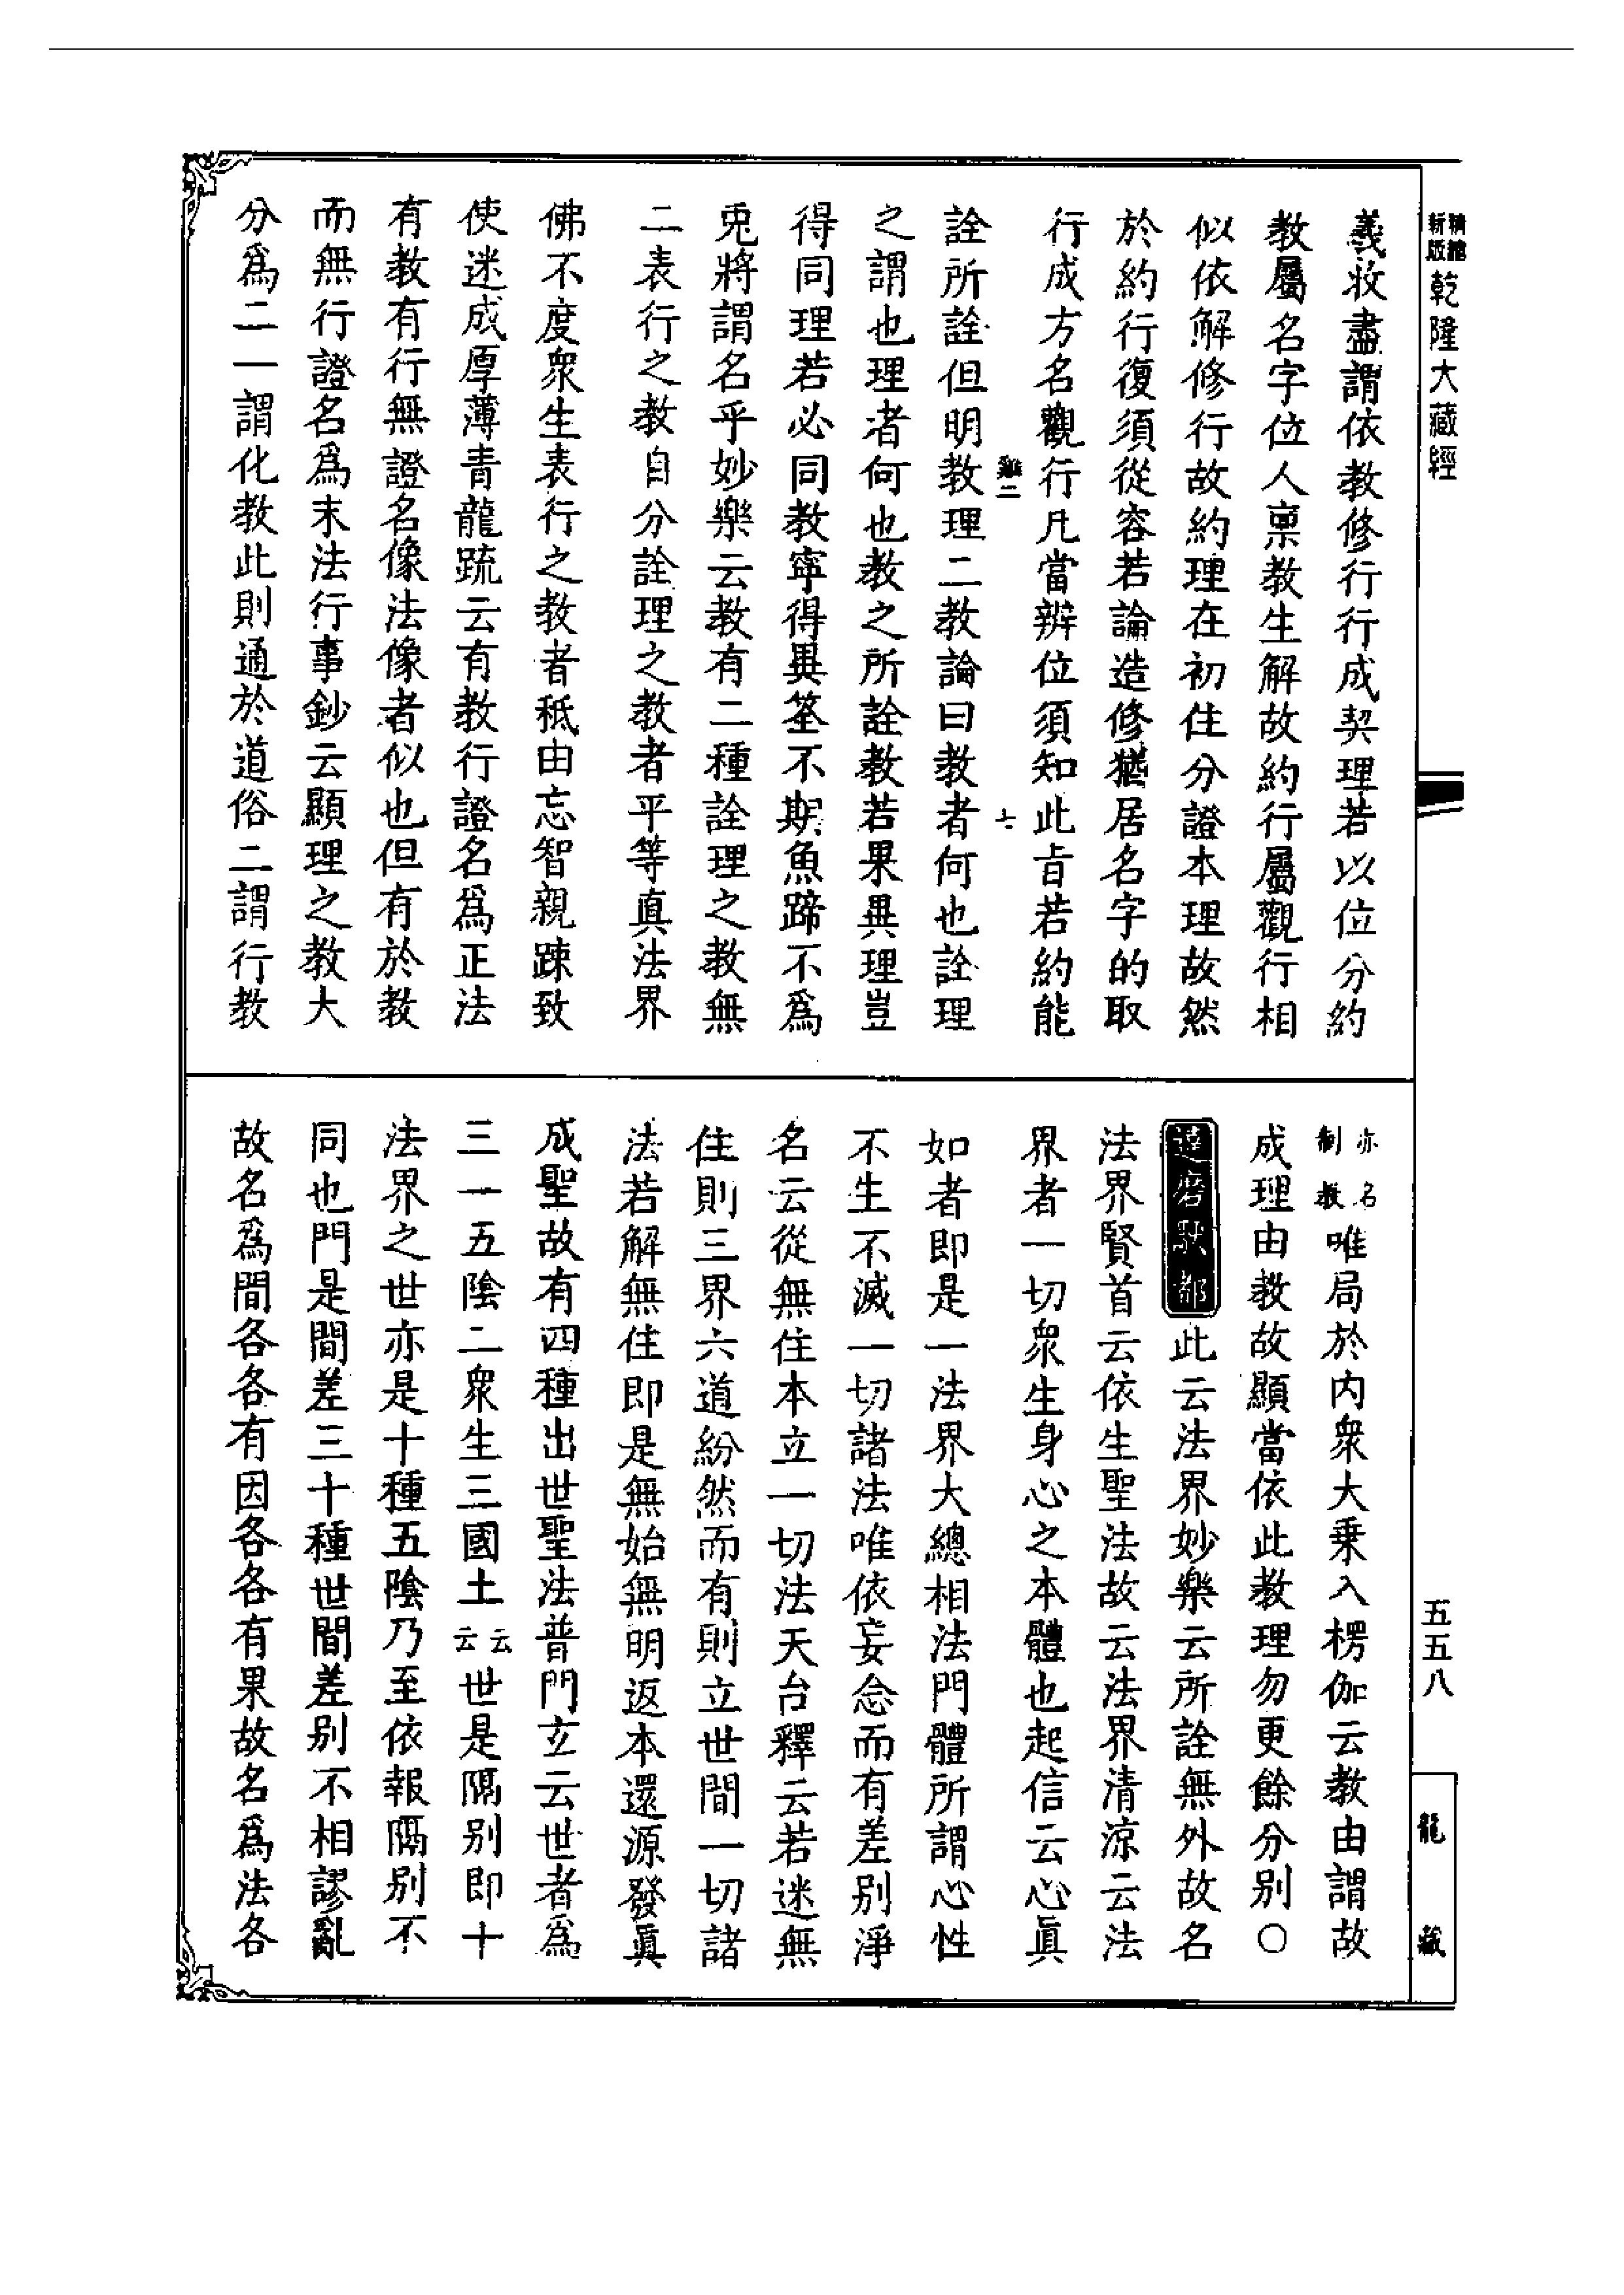 精縮新版乾隆大藏經
義收盡謂依教修行行成契理若以位分約
教屬名字位人稟教生解故約行屬觀行相
似依解修行故約理在初住分證本理故然
於約行復須從容若論造修猶居名字的取
行成方名觀行凡當辨位須知此旨若約能
詮所詮但明教理二教論曰教者何也詮理
之謂也理者何也教之所詮教若果異理豈
得同理若必同教寧得異筌不期魚蹄不爲
兎將謂名乎妙樂云教有二種詮理之教無
二表行之教自分詮理之教者平等真法界
佛不度衆生表行之教者秪由忘智親疎致
使迷成厚薄青龍疏云有教行證名爲正法
有教有行無證名像法像者似也但有於教
而無行證名爲末法行事鈔云顯理之教大
分爲二一謂化教此則通於道俗二謂行教
亦名制教唯局於内衆大乗入楞伽云教由謂故
成理由教故顯當依此教理勿更餘分別○
達磨馱都此云法界妙樂云所詮無外故名
法界賢首云依生聖法故云法界清涼云法
界者一切衆生身心之本體也起信云心眞
如者即是一法界大總相法門體所謂心性
不生不滅一切諸法唯依妄念而有差別淨
名云從無住本立一切法天台釋云若迷無
住則三界六道紛然而有則立世間一切諸
法若解無住即是無始無明返本還源發眞
成聖故有四種出世聖法普門玄云世者爲
三一五陰二衆生三國土云云世是隔別即十
法界之世亦是十種五陰乃至依報隔別不
同也門是間差三十種世間差別不相謬亂
故名爲間各各有因各各有果故名爲法各
五五八
龍藏